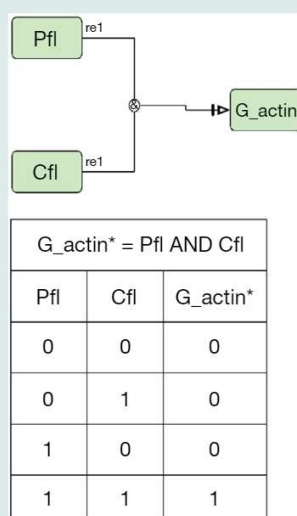 Pfl
re1
&
G_actin
Cfl
re1
G_actin* = Pfl AND Cfl
Pfl Cfl G_actin*
0 0 0
0 1 0
1 0 0
1 1 1